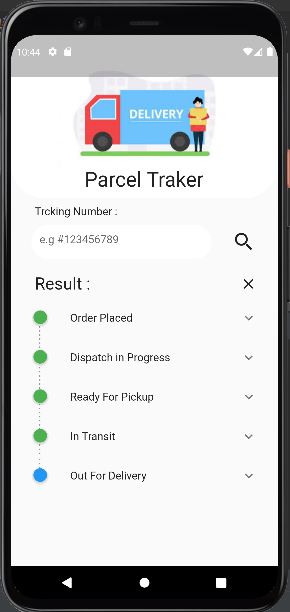 10:44
DELIVERY
Parcel Traker
Trcking Number :
e.g #123456789
Result :
Order Placed
Dispatch in Progress
Ready For Pickup
In Transit
Out For Delivery